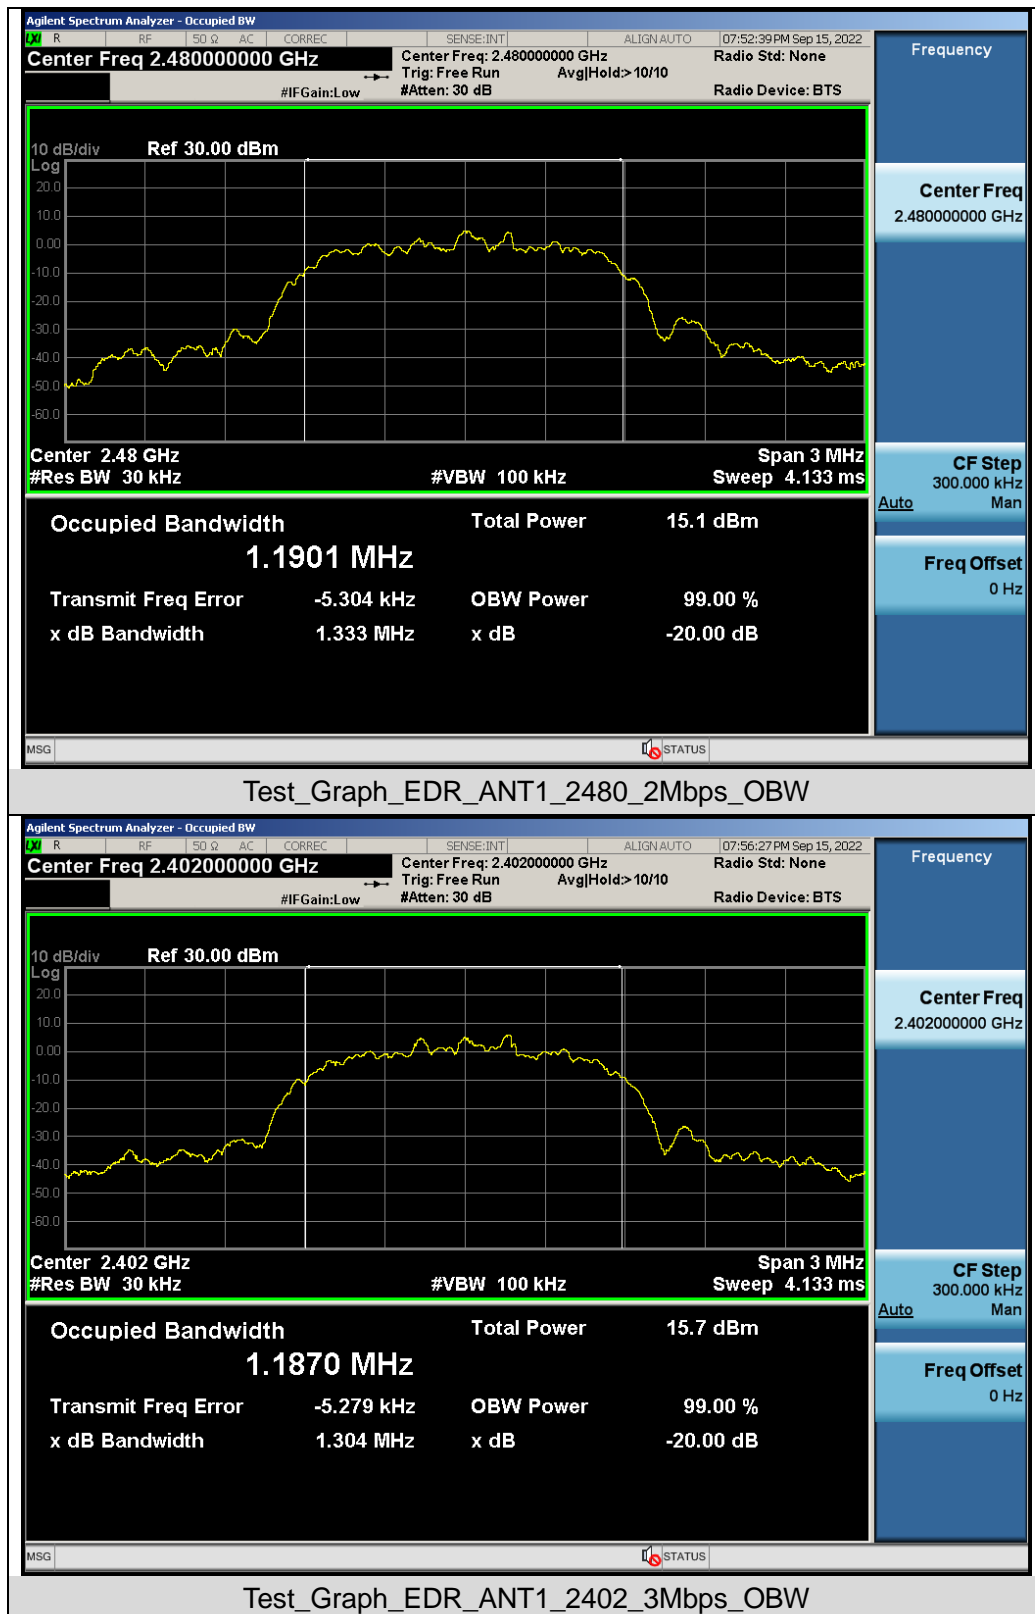 Agilent Spectrum Analyzer - Occupied BW
LXI R RF 50 Ω AC CORREC SENSE:INT ALIGN AUTO 07:52:39 PM Sep 15, 2022
Center Freq 2.480000000 GHz
Center Freq: 2.480000000 GHz
Radio Std: None
Trig: Free Run Avg|Hold:> 10/10
#IFGain:Low #Atten: 30 dB Radio Device: BTS
Frequency
10 dB/div Ref 30.00 dBm
Log
20.0
10.0
0.00
-10.0
-20.0
-30.0
-40.0
-50.0
-60.0
Center 2.48 GHz Span 3 MHz
#Res BW 30 kHz #VBW 100 kHz Sweep 4.133 ms
Center Freq
2.480000000 GHz
CF Step
300.000 kHz
Auto Man
Freq Offset
0 Hz
Occupied Bandwidth Total Power 15.1 dBm
1.1901 MHz
Transmit Freq Error -5.304 kHz OBW Power 99.00 %
x dB Bandwidth 1.333 MHz x dB -20.00 dB
MSG STATUS
Test_Graph_EDR_ANT1_2480_2Mbps_OBW
Agilent Spectrum Analyzer - Occupied BW
LXI R RF 50 Ω AC CORREC SENSE:INT ALIGN AUTO 07:56:27 PM Sep 15, 2022
Center Freq 2.402000000 GHz
Center Freq: 2.402000000 GHz
Radio Std: None
Trig: Free Run Avg|Hold:> 10/10
#IFGain:Low #Atten: 30 dB Radio Device: BTS
Frequency
10 dB/div Ref 30.00 dBm
Log
20.0
10.0
0.00
-10.0
-20.0
-30.0
-40.0
-50.0
-60.0
Center 2.402 GHz Span 3 MHz
#Res BW 30 kHz #VBW 100 kHz Sweep 4.133 ms
Center Freq
2.402000000 GHz
CF Step
300.000 kHz
Auto Man
Freq Offset
0 Hz
Occupied Bandwidth Total Power 15.7 dBm
1.1870 MHz
Transmit Freq Error -5.279 kHz OBW Power 99.00 %
x dB Bandwidth 1.304 MHz x dB -20.00 dB
MSG STATUS
Test_Graph_EDR_ANT1_2402_3Mbps_OBW